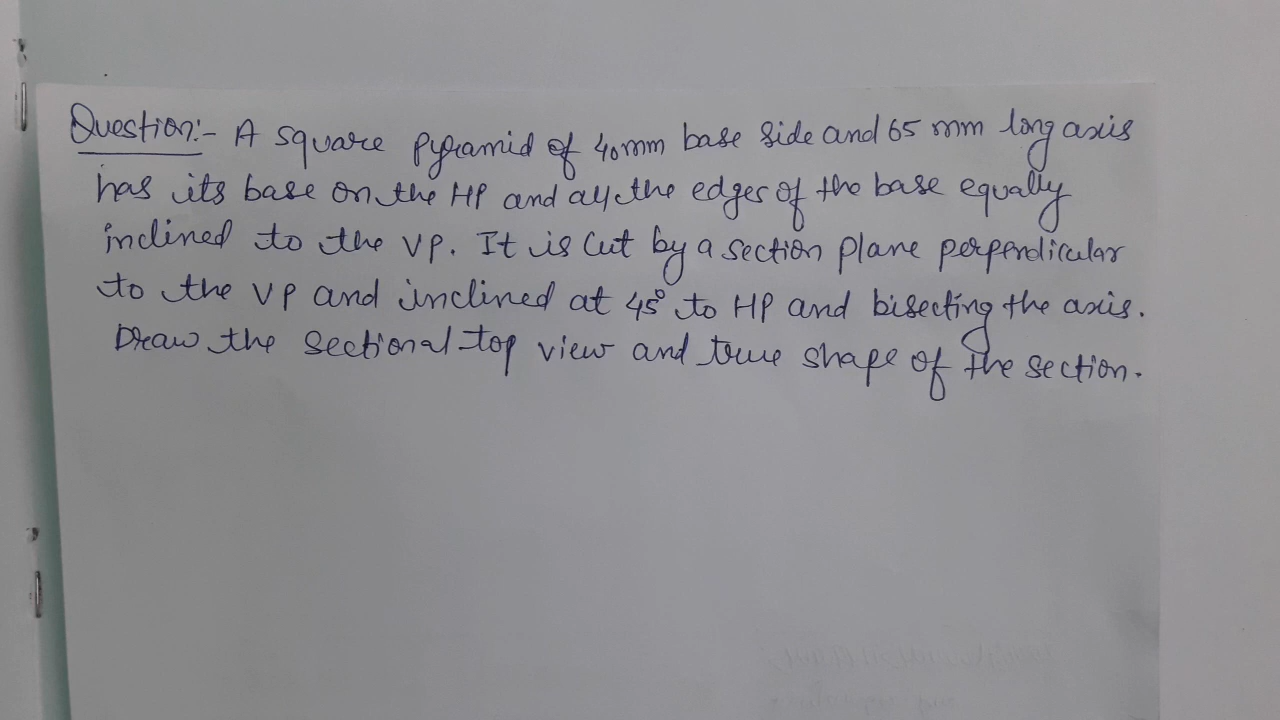 Question:- A square pyramid of 40mm base side and 65 mm long axis
has its base on the HP and all the edges of the base equally
inclined to the VP. It is cut by a section plane perpendicular
to the VP and inclined at 45° to HP and bisecting the axis.
Draw the sectional top view and true shape of the section.